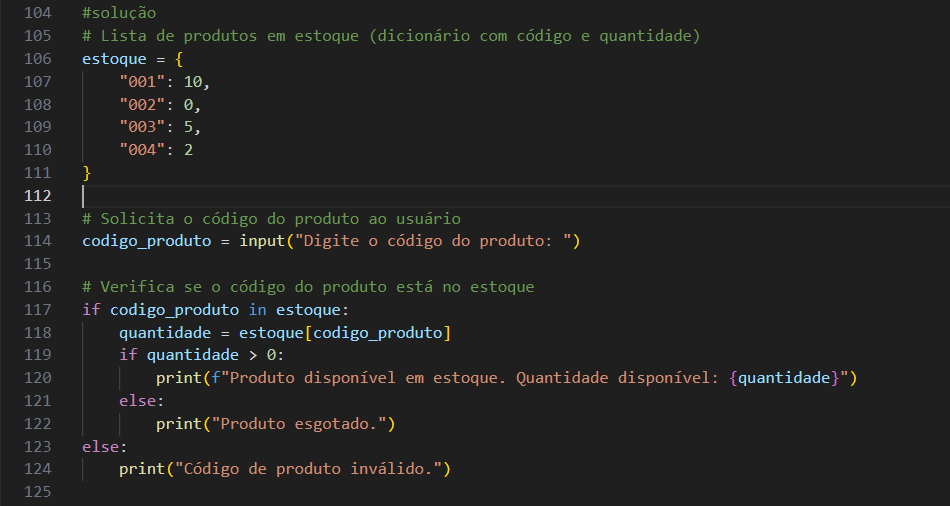 104 #solução
105 # Lista de produtos em estoque (dicionário com código e quantidade)
106 estoque = {
107     "001": 10,
108     "002": 0,
109     "003": 5,
110     "004": 2
111 }
112
113 # Solicita o código do produto ao usuário
114 codigo_produto = input("Digite o código do produto: ")
115
116 # Verifica se o código do produto está no estoque
117 if codigo_produto in estoque:
118     quantidade = estoque[codigo_produto]
119     if quantidade > 0:
120         print(f"Produto disponível em estoque. Quantidade disponível: {quantidade}")
121     else:
122         print("Produto esgotado.")
123 else:
124     print("Código de produto inválido.")
125